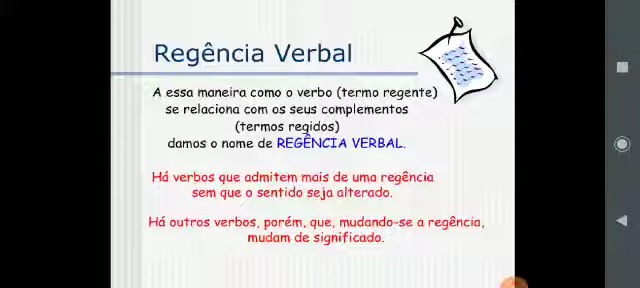 Regência Verbal
A essa maneira como o verbo (termo regente)
se relaciona com os seus complementos
(termos regidos)
damos o nome de REGÊNCIA VERBAL.
Há verbos que admitem mais de uma regência
sem que o sentido seja alterado.
Há outros verbos, porém, que, mudando-se a regência,
mudam de significado.